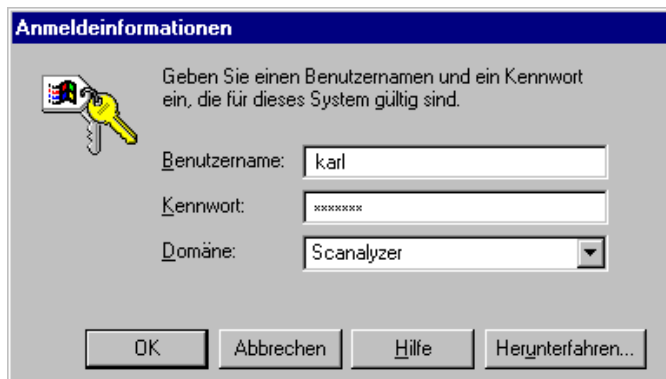 Anmeldeinformationen
Geben Sie einen Benutzernamen und ein Kennwort
ein, die für dieses System gültig sind.
Benutzername: karl
Kennwort: xxxxxxx
Domäne: Scanalyzer
OK Abbrechen Hilfe Herunterfahren...